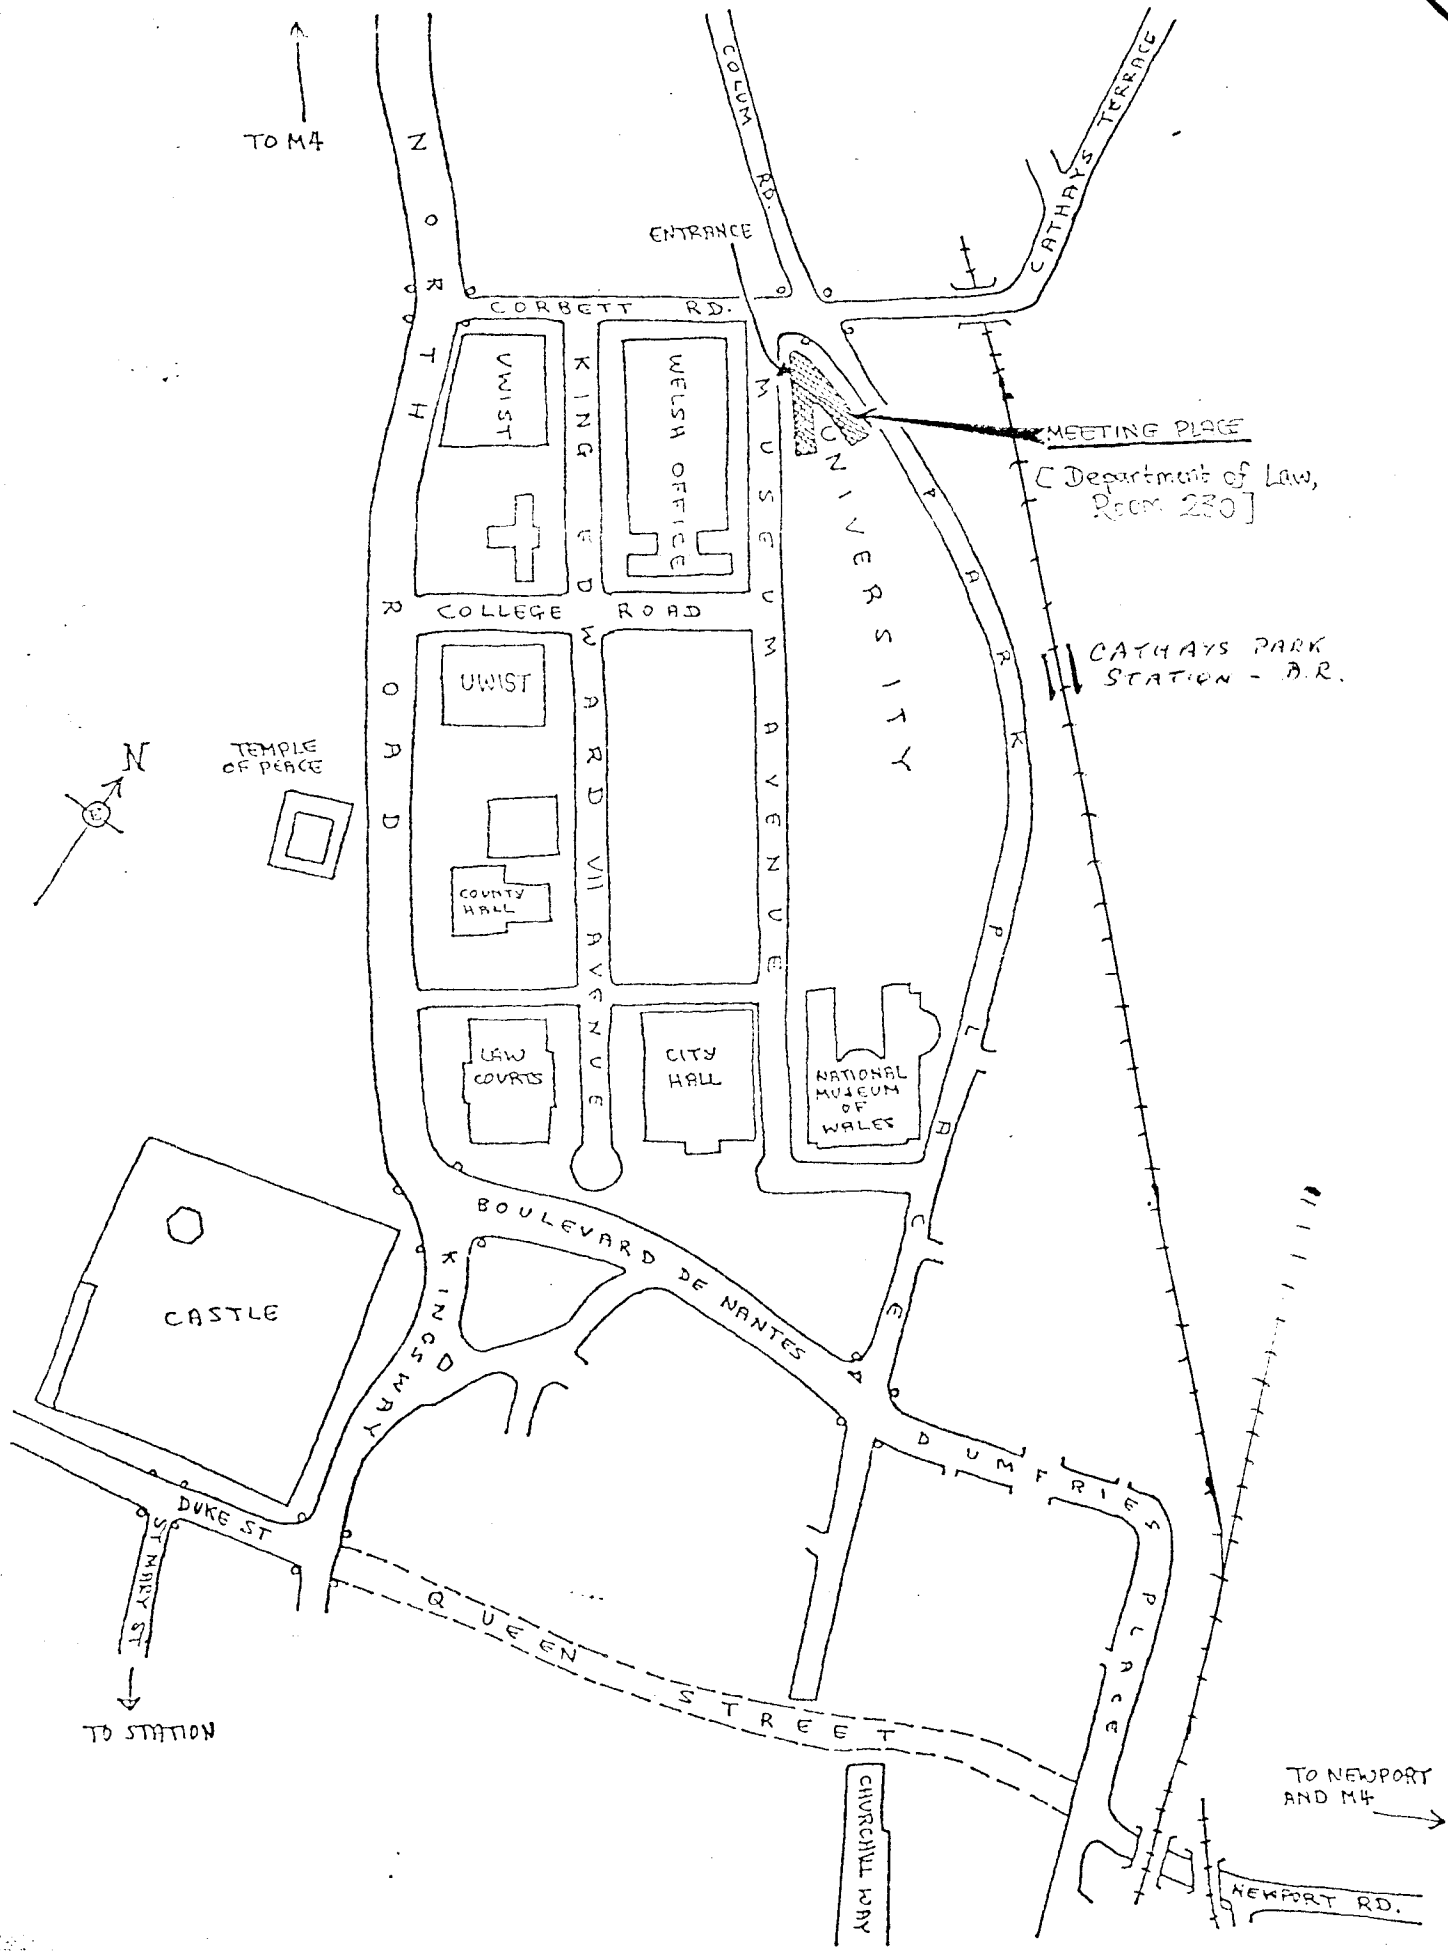 TO M4
NORTH ROAD
COLUM RD.
CATHAYS TERRACE
ENTRANCE
CORBETT RD.
UWIST
KING EDWARD VII AVENUE
WELSH OFFICE
MUSEUM AVENUE
UNIVERSITY
PARK PLACE
MEETING PLACE
[Department of Law,
Room 230]
COLLEGE ROAD
CATHAYS PARK
STATION - B.R.
UWIST
N
TEMPLE
OF PEACE
COUNTY
HALL
LAW
COURTS
CITY
HALL
NATIONAL
MUSEUM
OF
WALES
BOULEVARD DE NANTES
KINGSWAY
CASTLE
DUMFRIES PLACE
DUKE ST
ST MARY ST
QUEEN STREET
TO STATION
CHURCHILL WAY
TO NEWPORT
AND M4
NEWPORT RD.